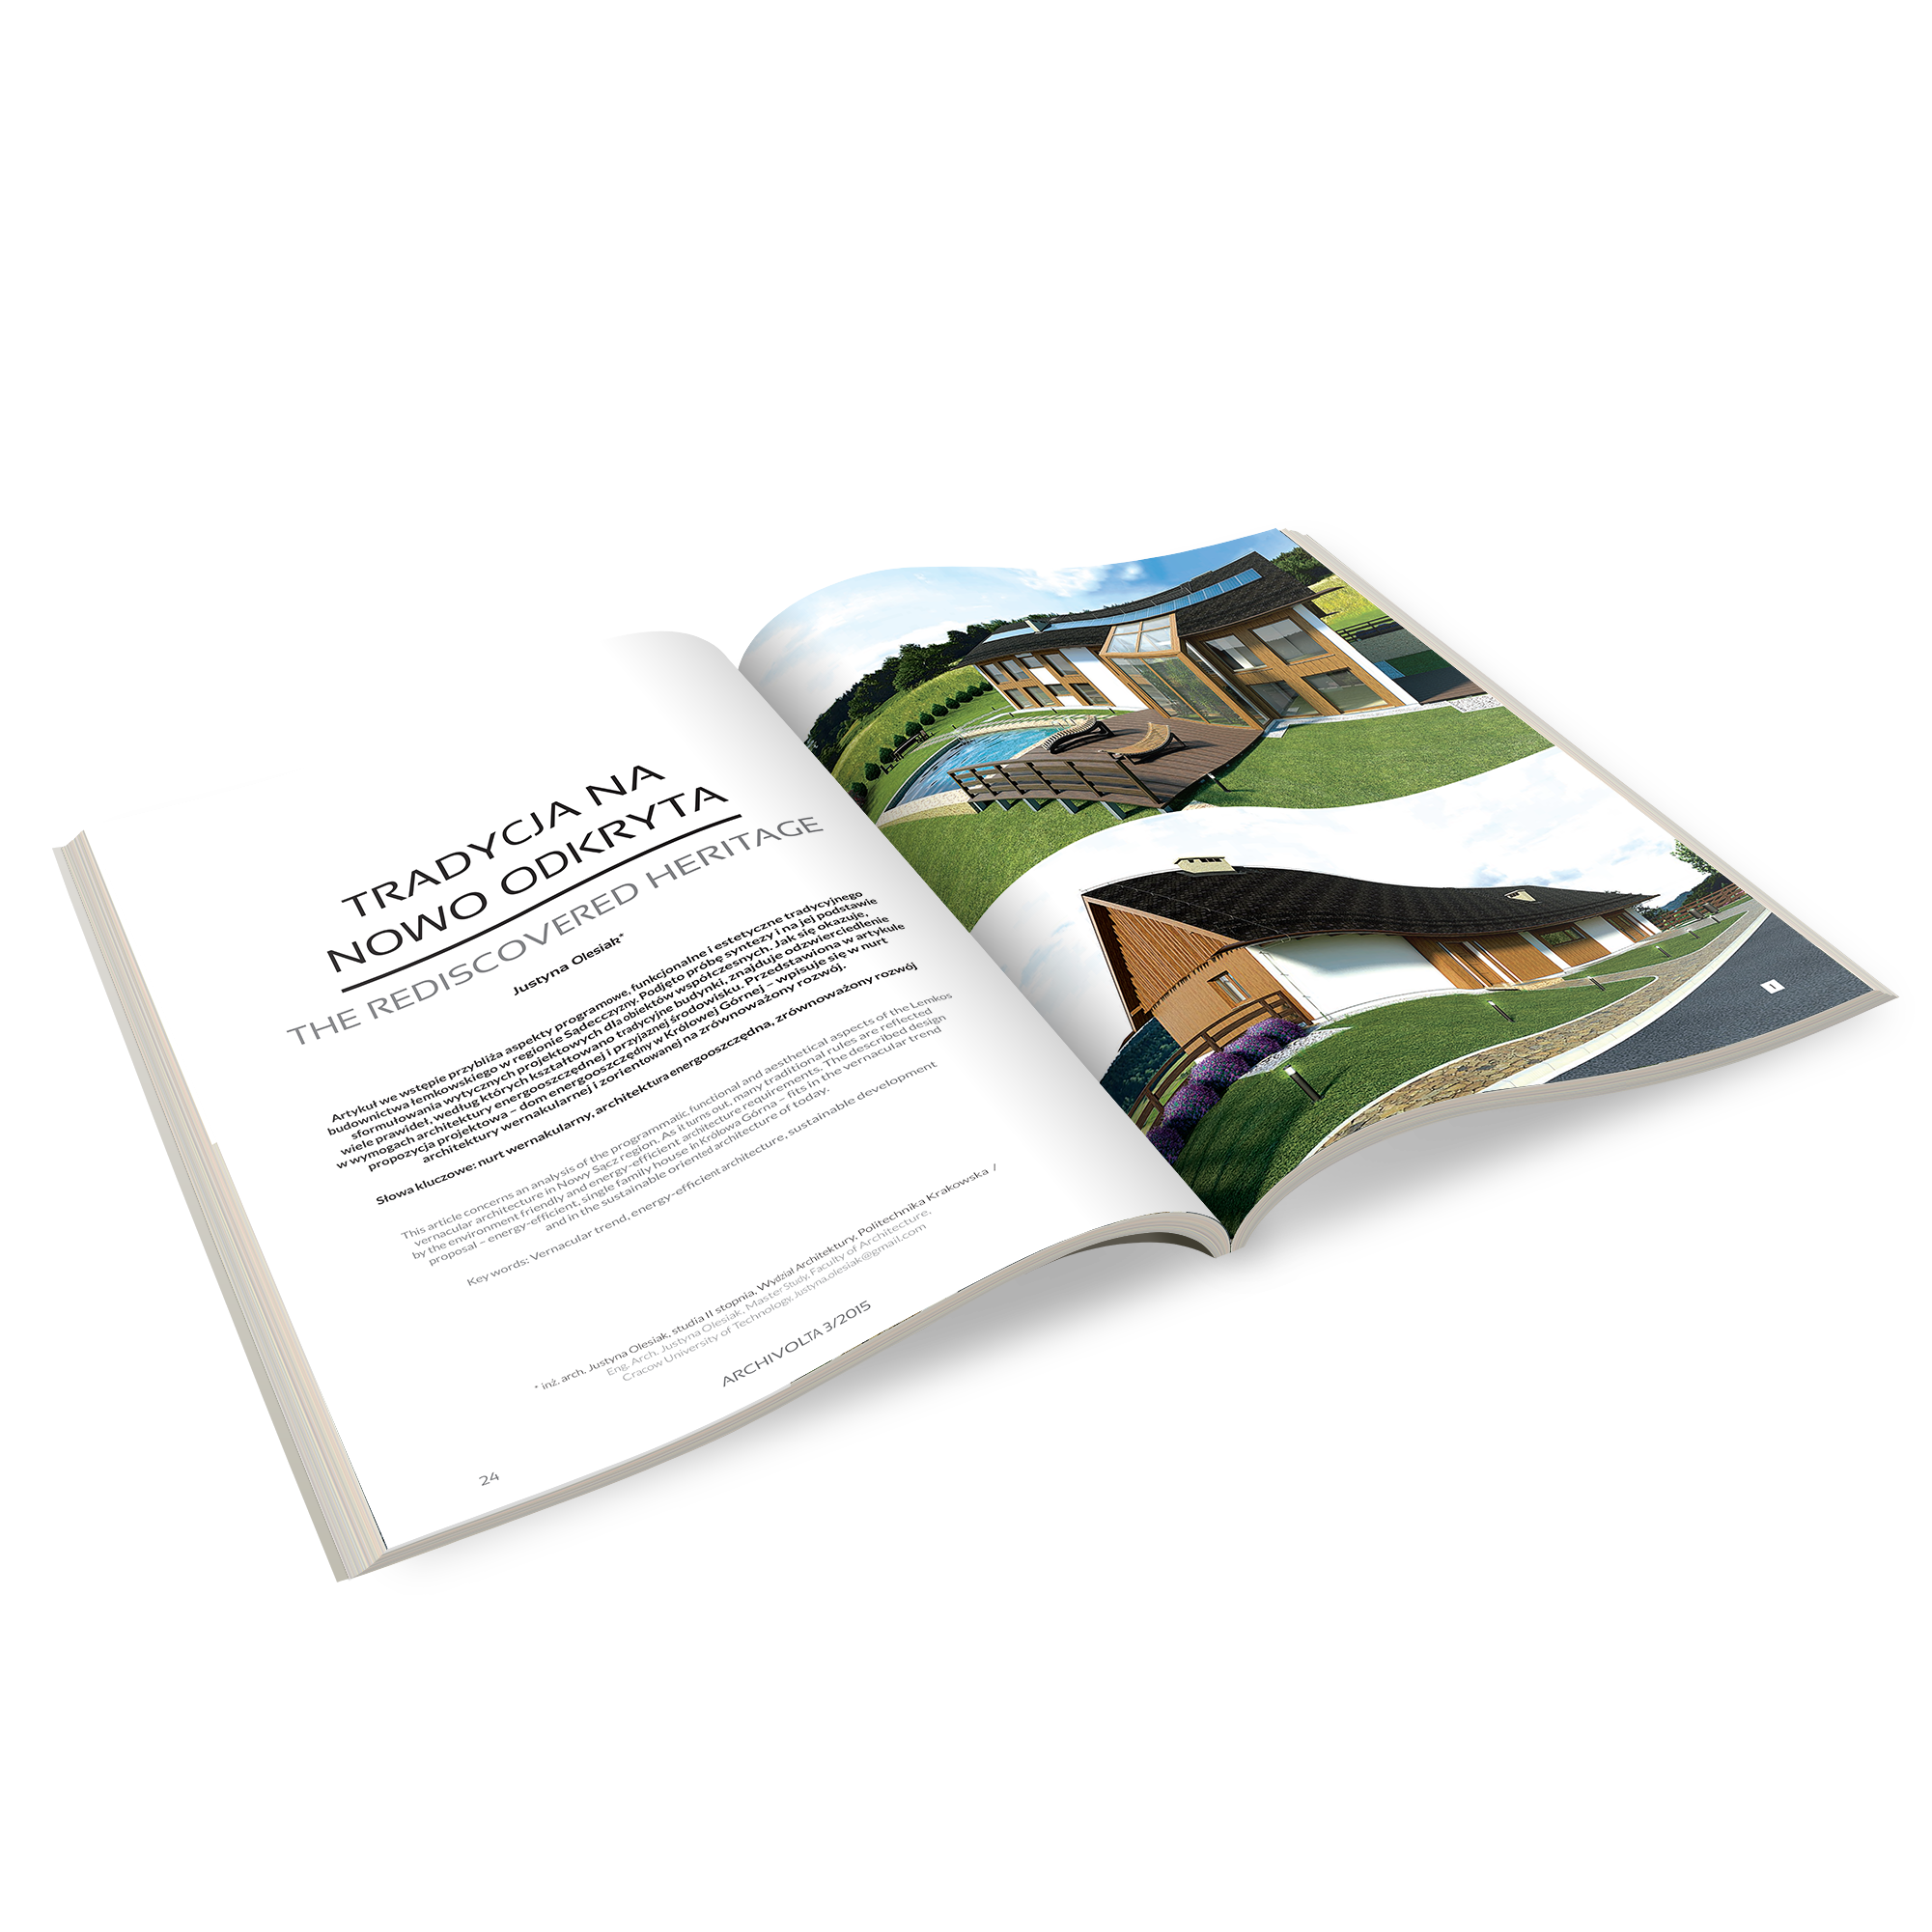 TRADYCJA NA
NOWO ODKRYTA
THE REDISCOVERED HERITAGE
Justyna Olesiak*
Artykuł we wstępie przybliża aspekty programowe, funkcjonalne i estetyczne tradycyjnego
budownictwa łemkowskiego w regionie Sądecczyzny. Podjęto próbę syntezy i na jej podstawie
sformułowania wytycznych projektowych dla obiektów współczesnych. Jak się okazuje,
wiele prawideł, według których kształtowano tradycyjne budynki, znajduje odzwierciedlenie
w wymogach architektury energooszczędnej i przyjaznej środowisku. Przedstawiona w artykule
propozycja projektowa – dom energooszczędny w Królowej Górnej – wpisuje się w nurt
architektury wernakularnej i zorientowanej na zrównoważony rozwój.
Słowa kluczowe: nurt wernakularny, architektura energooszczędna, zrównoważony rozwój
This article concerns an analysis of the programmatic, functional and aesthetical aspects of the Lemkos
vernacular architecture in Nowy Sącz region. As it turns out, many traditional rules are reflected
by the environment friendly and energy-efficient architecture requirements. The described design
proposal – energy-efficient, single family house in Królowa Górna – fits in the vernacular trend
and in the sustainable oriented architecture of today.
Key words: Vernacular trend, energy-efficient architecture, sustainable development
* inż. arch. Justyna Olesiak, studia II stopnia, Wydział Architektury, Politechnika Krakowska /
Eng. Arch. Justyna Olesiak, Master Study, Faculty of Architecture,
Cracow University of Technology, Justyna.olesiak@gmail.com
ARCHIVOLTA 3/2015
24
1